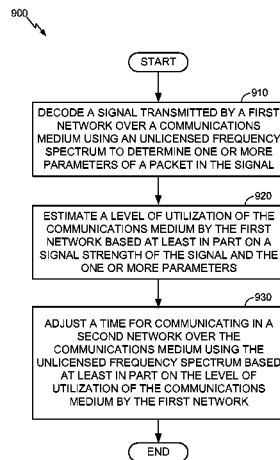 900
START
910
DECODE A SIGNAL TRANSMITTED BY A FIRST
NETWORK OVER A COMMUNICATIONS
MEDIUM USING AN UNLICENSED FREQUENCY
SPECTRUM TO DETERMINE ONE OR MORE
PARAMETERS OF A PACKET IN THE SIGNAL
920
ESTIMATE A LEVEL OF UTILIZATION OF THE
COMMUNICATIONS MEDIUM BY THE FIRST
NETWORK BASED AT LEAST IN PART ON A
SIGNAL STRENGTH OF THE SIGNAL AND THE
ONE OR MORE PARAMETERS
930
ADJUST A TIME FOR COMMUNICATING IN A
SECOND NETWORK OVER THE
COMMUNICATIONS MEDIUM USING THE
UNLICENSED FREQUENCY SPECTRUM BASED
AT LEAST IN PART ON THE LEVEL OF
UTILIZATION OF THE COMMUNICATIONS
MEDIUM BY THE FIRST NETWORK
END